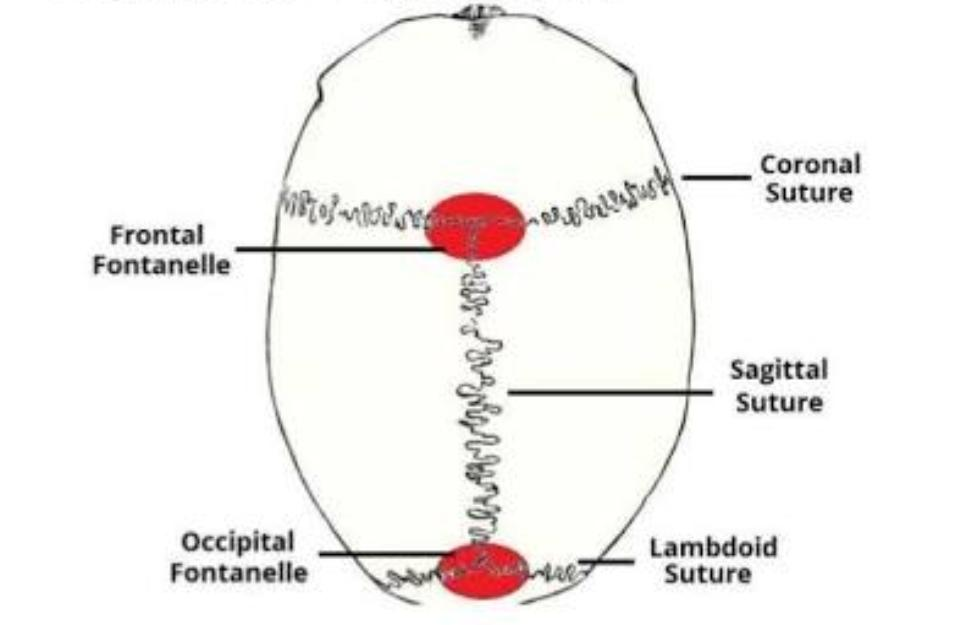 Coronal
Suture
Frontal
Fontanelle
Sagittal
Suture
Occipital
Fontanelle
Lambdoid
Suture